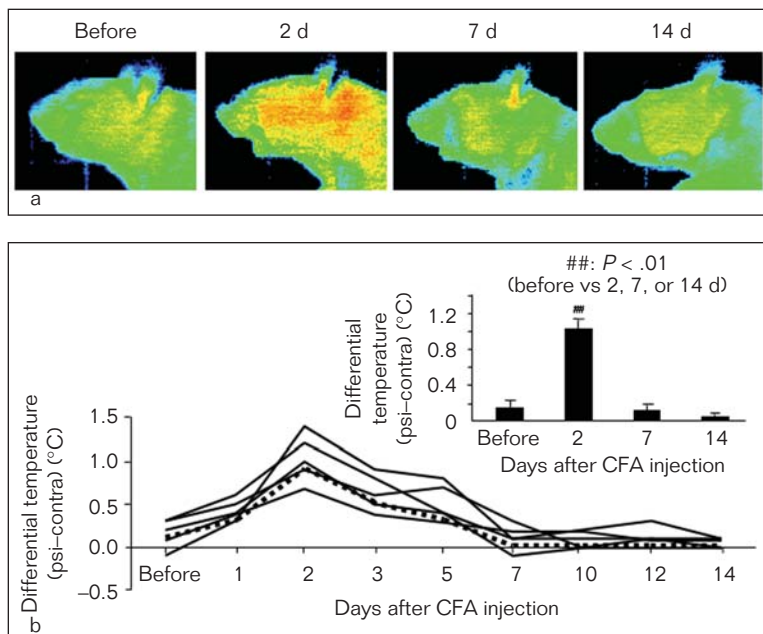 Before 2 d 7 d 14 d
a
##: P < .01
(before vs 2, 7, or 14 d)
Differential
temperature
(psi–contra) (°C)
1.2
0.8
0.4
0
##
Before 2 7 14
Days after CFA injection
Differential temperature
(psi–contra) (°C)
1.5
1.0
0.5
0.0
–0.5
Before 1 2 3 5 7 10 12 14
Days after CFA injection
b